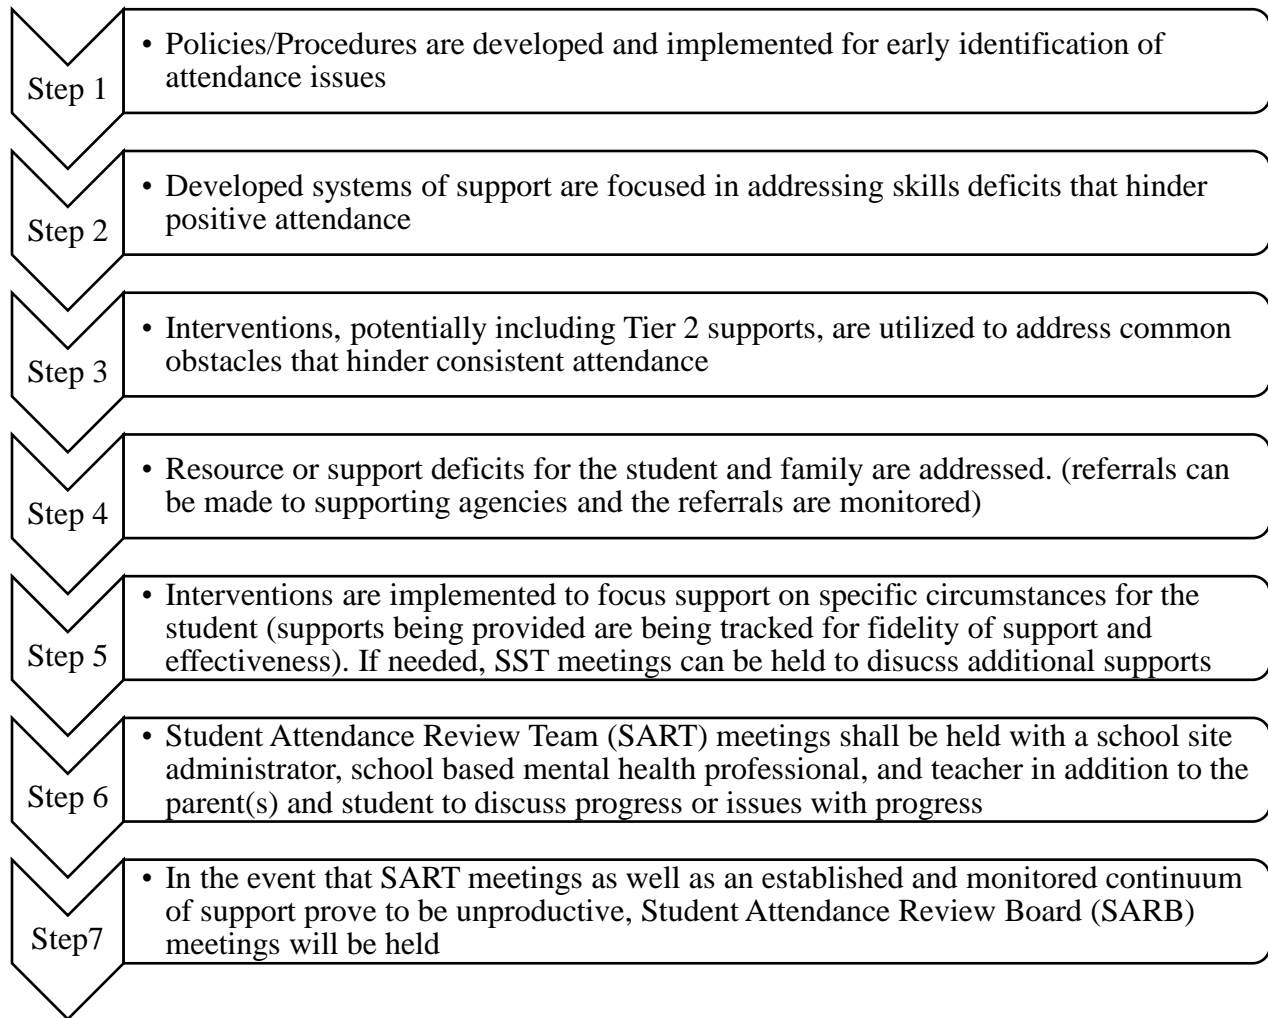 Step 1
• Policies/Procedures are developed and implemented for early identification of
attendance issues
Step 2
• Developed systems of support are focused in addressing skills deficits that hinder
positive attendance
Step 3
• Interventions, potentially including Tier 2 supports, are utilized to address common
obstacles that hinder consistent attendance
Step 4
• Resource or support deficits for the student and family are addressed. (referrals can
be made to supporting agencies and the referrals are monitored)
Step 5
• Interventions are implemented to focus support on specific circumstances for the
student (supports being provided are being tracked for fidelity of support and
effectiveness). If needed, SST meetings can be held to disucss additional supports
Step 6
• Student Attendance Review Team (SART) meetings shall be held with a school site
administrator, school based mental health professional, and teacher in addition to the
parent(s) and student to discuss progress or issues with progress
Step7
• In the event that SART meetings as well as an established and monitored continuum
of support prove to be unproductive, Student Attendance Review Board (SARB)
meetings will be held